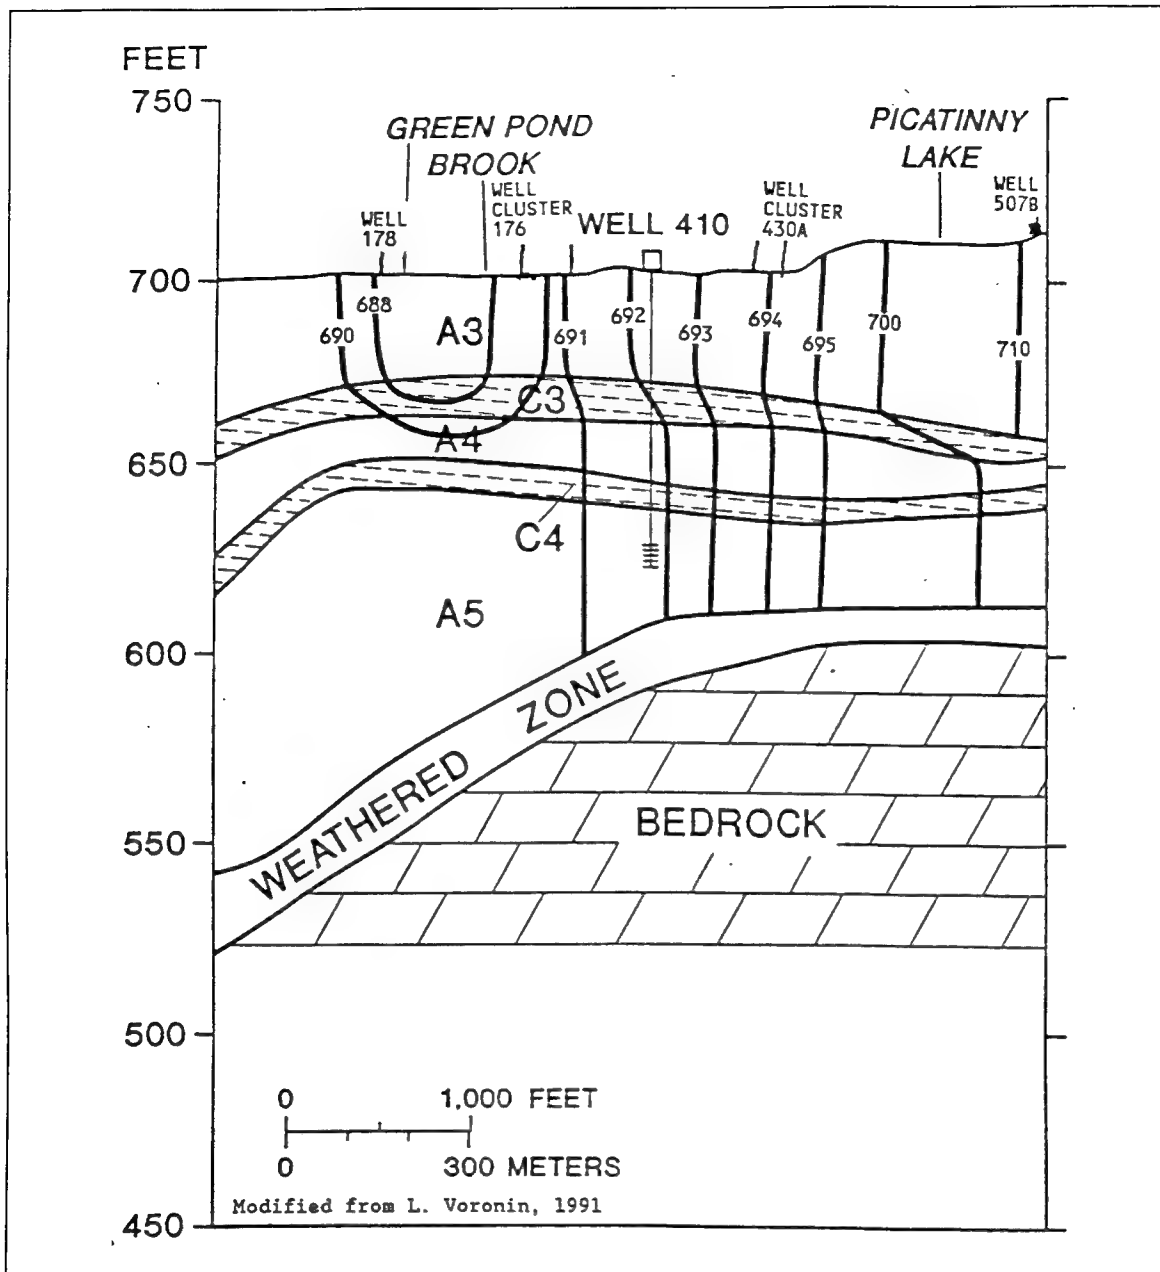 FEET
750
GREEN POND
BROOK
PICATINNY
LAKE
WELL
178
WELL
CLUSTER
176
WELL 410
WELL
CLUSTER
430A
WELL
507B
700
690
688
A3
691
692
693
694
695
700
710
C3
A4
650
C4
A5
600
WEATHERED ZONE
BEDROCK
550
500
0 1,000 FEET
0 300 METERS
Modified from L. Voronin, 1991
450